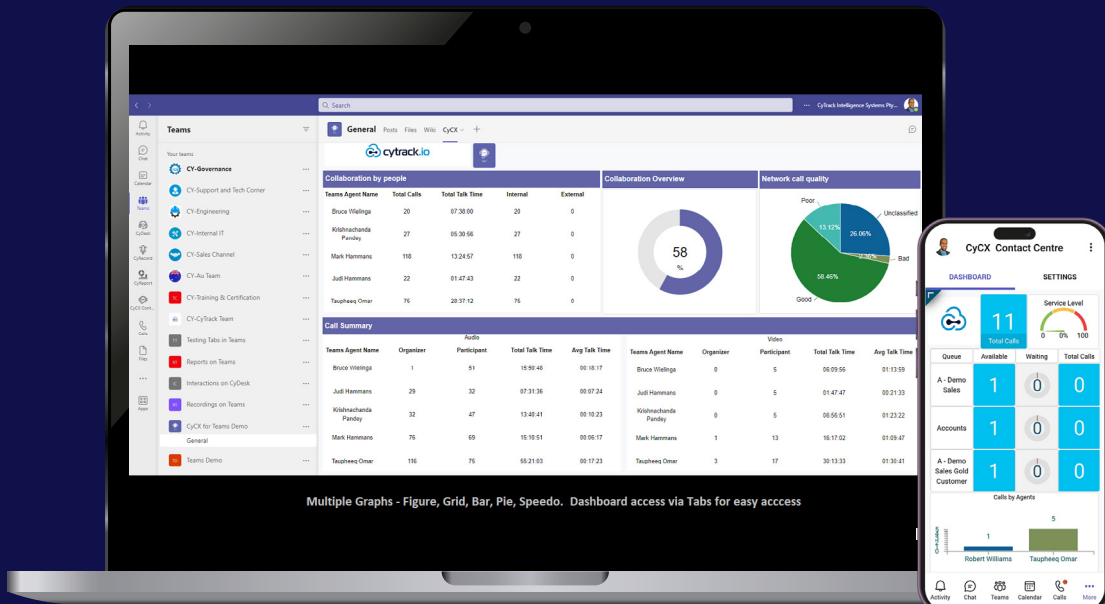 Search
CyTrack Intelligence Systems Pty...
Activity
Chat
Calendar
Teams
CyDesk
CyRecord
CyReport
CyCX Cont...
Calls
Files
Apps
Teams
Your teams
CY-Governance
CY-Support and Tech Corner
CY-Engineering
CY-Internal IT
CY-Sales Channel
CY-Au Team
CY-Training & Certification
CY-CyTrack Team
Testing Tabs in Teams
Reports on Teams
Interactions on CyDesk
Recordings on Teams
CyCX for Teams Demo
General
Teams Demo
General Posts Files Wiki CyCX +
cytrack.io
Collaboration by people
Teams Agent Name Total Calls Total Talk Time Internal External
Bruce Wielinga 20 07:38:00 20 0
Krishnachanda Pandey 27 05:30:56 27 0
Mark Hammans 118 13:24:57 118 0
Judi Hammans 22 01:47:43 22 0
Taupheeq Omar 76 20:37:12 76 0
Collaboration Overview
58
%
Network call quality
Poor
Unclassified
13.12%
26.06%
Bad
58.46%
Good
Call Summary
Audio
Teams Agent Name Organizer Participant Total Talk Time Avg Talk Time
Bruce Wielinga 1 51 15:50:48 00:18:17
Judi Hammans 29 32 07:31:36 00:07:24
Krishnachanda Pandey 32 47 13:40:41 00:10:23
Mark Hammans 76 69 15:10:51 00:06:17
Taupheeq Omar 116 75 55:21:03 00:17:23
Video
Teams Agent Name Organizer Participant Total Talk Time Avg Talk Time
Bruce Wielinga 0 5 06:09:56 01:13:59
Judi Hammans 0 5 01:47:47 00:21:33
Krishnachanda Pandey 0 5 06:56:51 01:23:22
Mark Hammans 1 13 16:17:02 01:09:47
Taupheeq Omar 3 17 30:13:33 01:30:41
Multiple Graphs - Figure, Grid, Bar, Pie, Speedo. Dashboard access via Tabs for easy acccess
CyCX Contact Centre
DASHBOARD SETTINGS
11
Total Calls
Service Level
0 0% 100
Queue Available Waiting Total Calls
A - Demo Sales 1 0 0
Accounts 1 0 0
A - Demo Sales Gold Customer 1 0 0
Calls by Agents
1
5
Robert Williams Taupheeq Omar
Activity Chat Teams Calendar Calls More